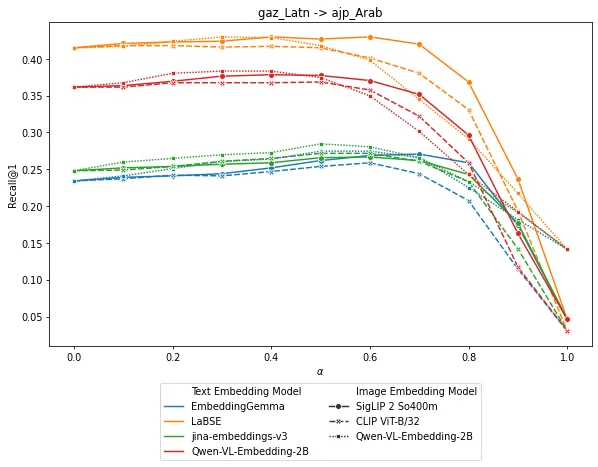 gaz_Latn -> ajp_Arab
Recall@1
0.40
0.35
0.30
0.25
0.20
0.15
0.10
0.05
0.0 0.2 0.4 0.6 0.8 1.0
α
Text Embedding Model Image Embedding Model
EmbeddingGemma SigLIP 2 So400m
LaBSE CLIP ViT-B/32
jina-embeddings-v3 Qwen-VL-Embedding-2B
Qwen-VL-Embedding-2B